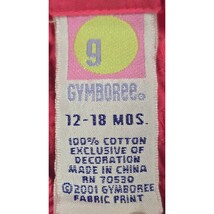 g
GYMBOREE®
12-18 MOS.
100% COTTON
EXCLUSIVE OF
DECORATION
MADE IN CHINA
RN 70530
©2001 GYMBOREE
FABRIC PRINT